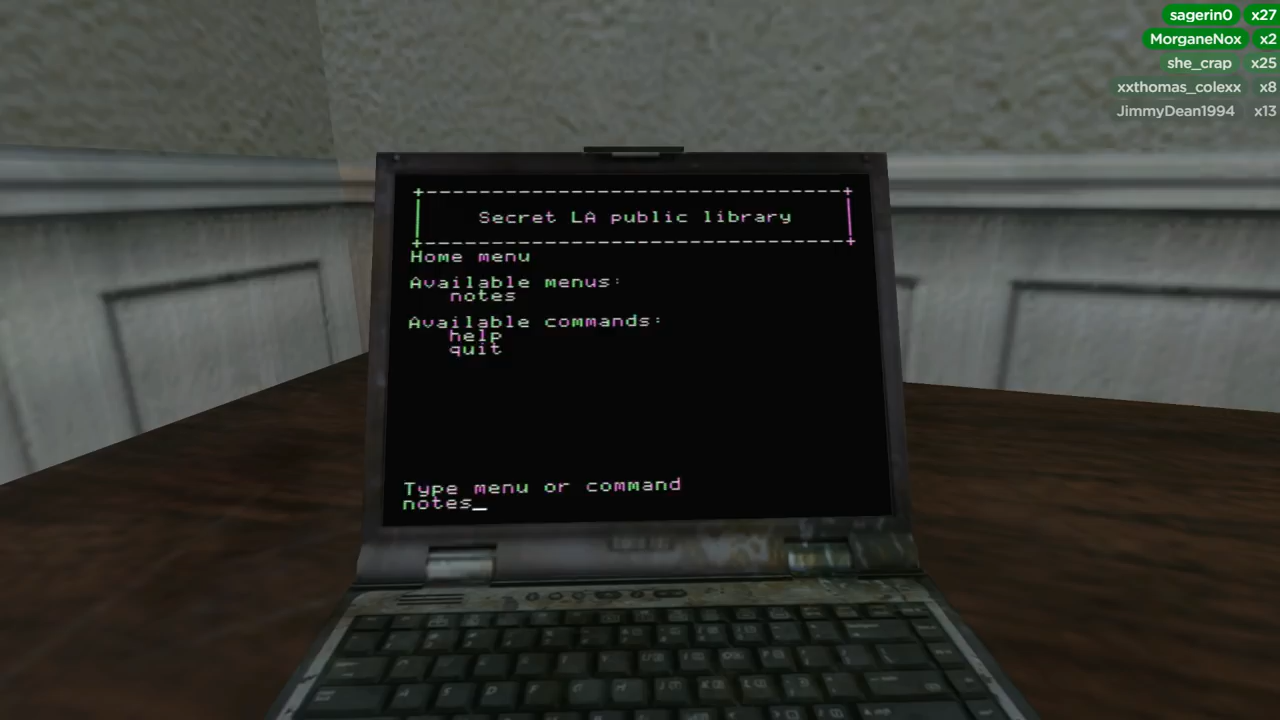 sagerin0 x27
MorganeNox x2
she_crap x25
xxthomas_colexx x8
JimmyDean1994 x13
Secret LA public library
Home menu
Available menus:
notes
Available commands:
help
quit
Type menu or command
notes_